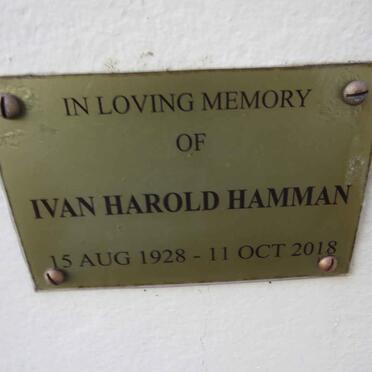 IN LOVING MEMORY
OF
IVAN HAROLD HAMMAN
15 AUG 1928 - 11 OCT 2018